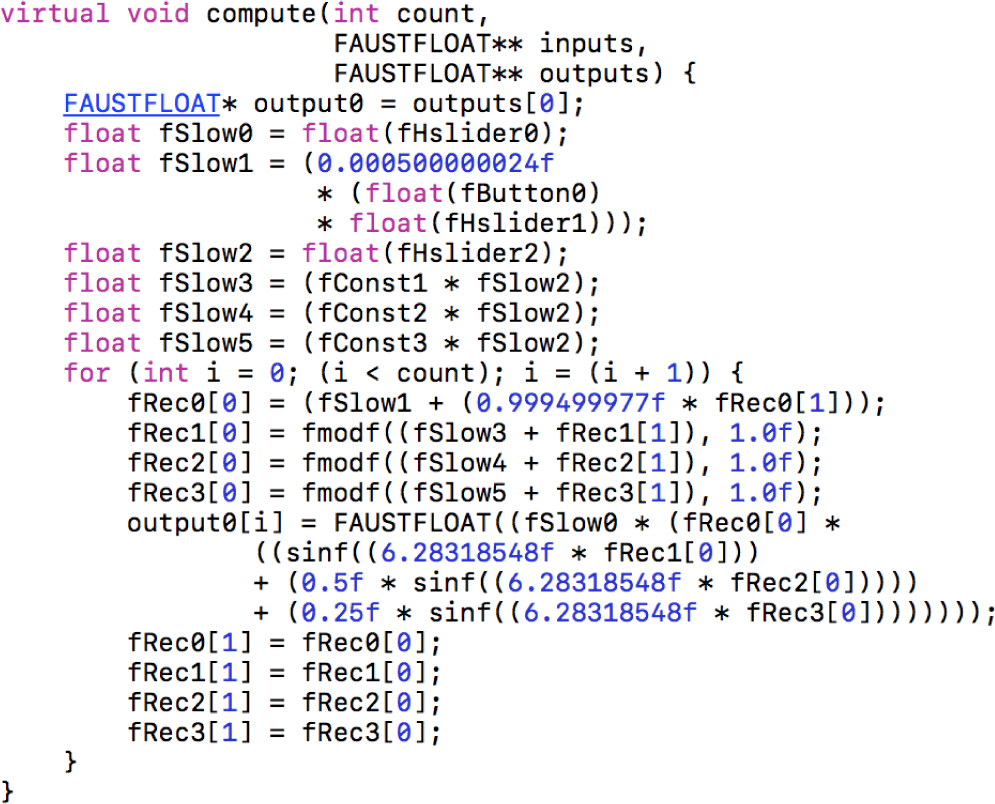 virtual void compute(int count,
                     FAUSTFLOAT** inputs,
                     FAUSTFLOAT** outputs) {
    FAUSTFLOAT* output0 = outputs[0];
    float fSlow0 = float(fHslider0);
    float fSlow1 = (0.000500000024f
                    * (float(fButton0)
                    * float(fHslider1)));
    float fSlow2 = float(fHslider2);
    float fSlow3 = (fConst1 * fSlow2);
    float fSlow4 = (fConst2 * fSlow2);
    float fSlow5 = (fConst3 * fSlow2);
    for (int i = 0; (i < count); i = (i + 1)) {
        fRec0[0] = (fSlow1 + (0.999499977f * fRec0[1]));
        fRec1[0] = fmodf((fSlow3 + fRec1[1]), 1.0f);
        fRec2[0] = fmodf((fSlow4 + fRec2[1]), 1.0f);
        fRec3[0] = fmodf((fSlow5 + fRec3[1]), 1.0f);
        output0[i] = FAUSTFLOAT((fSlow0 * (fRec0[0] *
                ((sinf((6.28318548f * fRec1[0]))
                + (0.5f * sinf((6.28318548f * fRec2[0]))))
                + (0.25f * sinf((6.28318548f * fRec3[0])))))));
        fRec0[1] = fRec0[0];
        fRec1[1] = fRec1[0];
        fRec2[1] = fRec2[0];
        fRec3[1] = fRec3[0];
    }
}